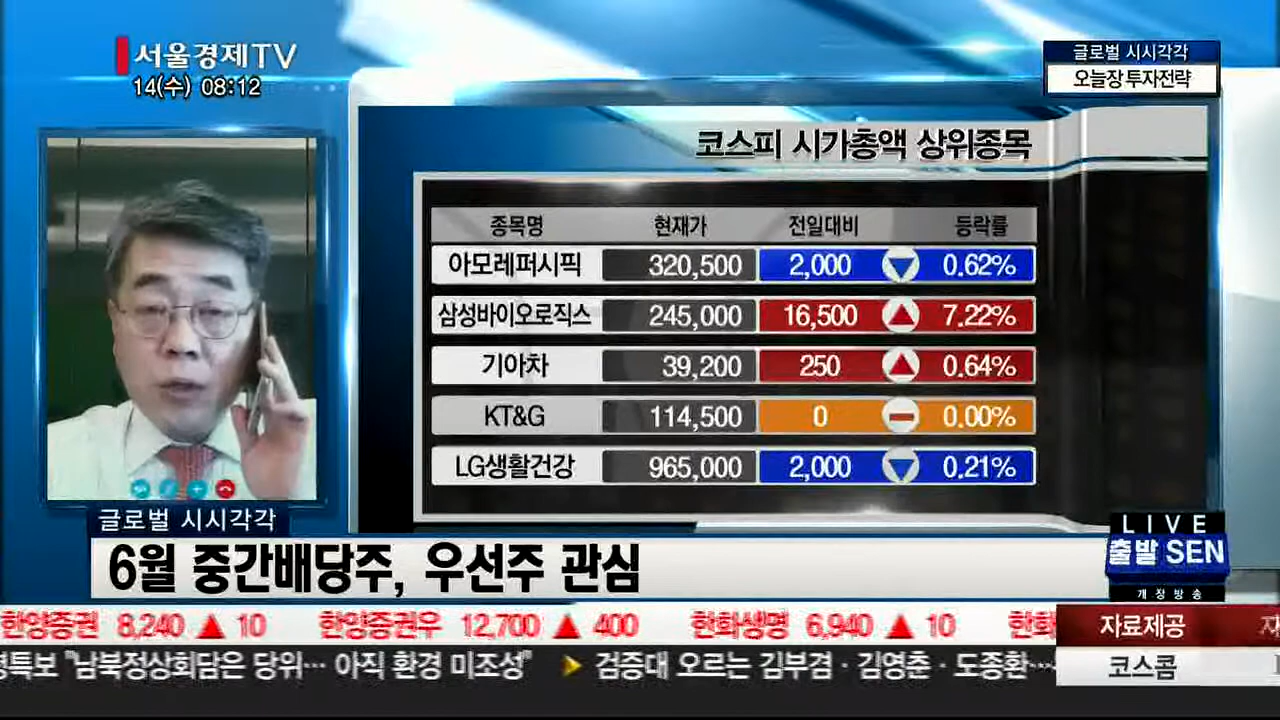 서울경제TV
14(수) 08:12
글로벌 시시각각
오늘장 투자전략
코스피 시가총액 상위종목
종목명 현재가 전일대비 등락률
아모레퍼시픽 320,500 2,000 ▼ 0.62%
삼성바이오로직스 245,000 16,500 ▲ 7.22%
기아차 39,200 250 ▲ 0.64%
KT&G 114,500 0 - 0.00%
LG생활건강 965,000 2,000 ▼ 0.21%
글로벌 시시각각
6월 중간배당주, 우선주 관심
LIVE
출발 SEN
개장방송
한양증권 8,240 ▲ 10 한양증권우 12,700 ▲ 400 한화생명 6,940 ▲ 10 한화
자료제공
특보 "남북정상회담은 당위… 아직 환경 미조성" ▶ 검증대 오르는 김부겸·김영춘·도종환…
코스콤